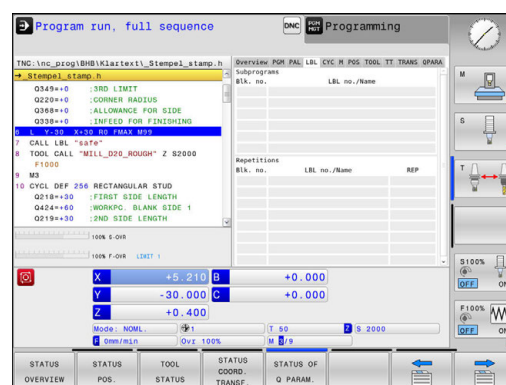 Program run, full sequence
DNC
PGM MGT
Programming
TNC:\nc_prog\BHB\Klartext\_Stempel_stamp.h
→_Stempel_stamp.h
Q349=+0 ;3RD LIMIT
Q220=+0 ;CORNER RADIUS
Q368=+0 ;ALLOWANCE FOR SIDE
Q338=+0 ;INFEED FOR FINISHING
6 L Y-30 X+30 R0 FMAX M99
7 CALL LBL "safe"
8 TOOL CALL "MILL_D20_ROUGH" Z S2000
F1000
9 M3
10 CYCL DEF 256 RECTANGULAR STUD
Q218=+30 ;FIRST SIDE LENGTH
Q424=+60 ;WORKPC. BLANK SIDE 1
Q219=+30 ;2ND SIDE LENGTH
Overview PGM PAL LBL CYC M POS TOOL TT TRANS QPARA
Subprograms
Blk. no. LBL no./Name
Repetitions
Blk. no. LBL no./Name REP
100% S-OVR
100% F-OVR LIMIT 1
X +5.210 B +0.000
Y -30.000 C +0.000
Z +0.400
Mode: NOML. 1 T 50 Z S 2000
F 0mm/min Ovr 100% M 3/9
STATUS OVERVIEW
STATUS POS.
TOOL STATUS
STATUS COORD. TRANSF.
STATUS OF Q PARAM.
M
S
T
S100%
OFF ON
F100%
OFF ON